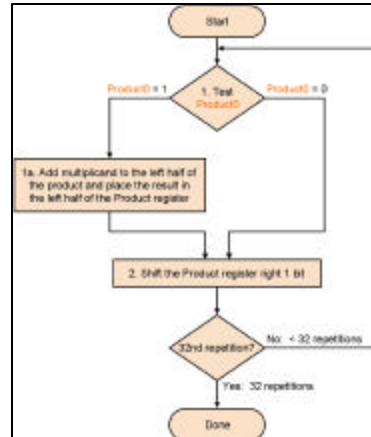 Start
Product0 = 1
1. Test
Product0
Product0 = 0
1a. Add multiplicand to the left half of
the product and place the result in
the left half of the Product register
2. Shift the Product register right 1 bit
32nd repetition?
No: < 32 repetitions
Yes: 32 repetitions
Done